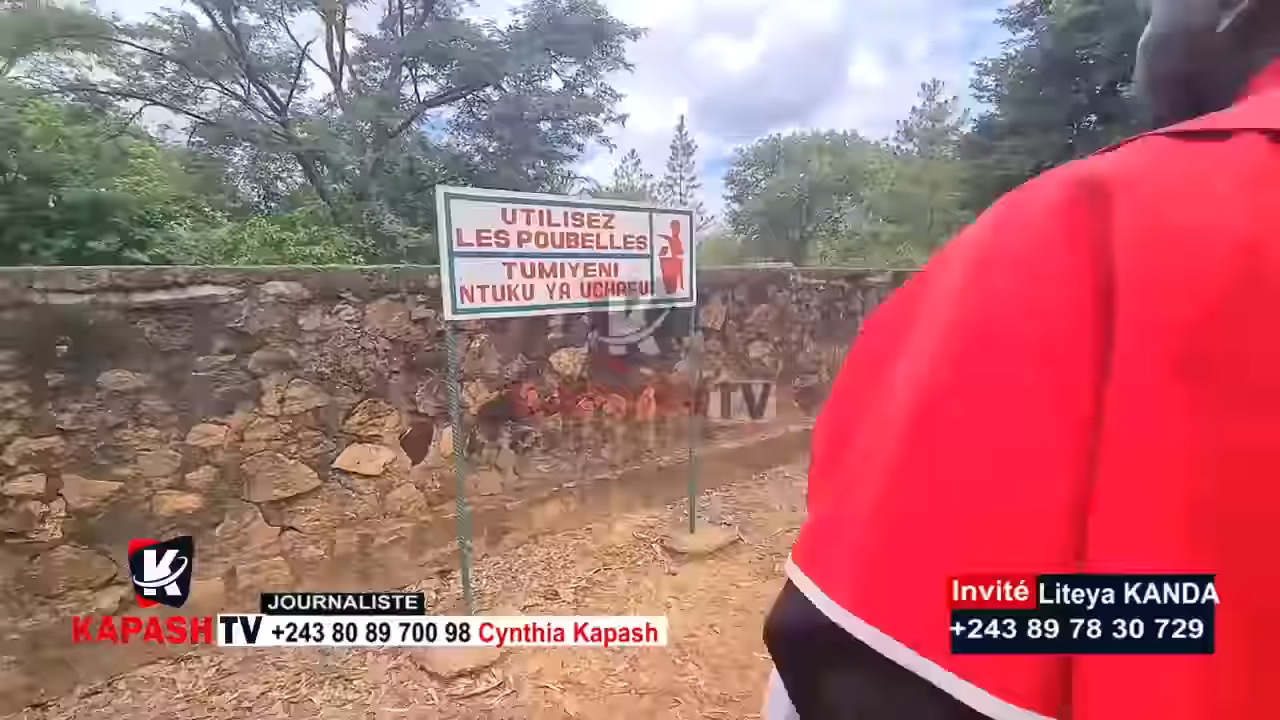 UTILISEZ
LES POUBELLES
TUMIYENI
NTUKU YA UCHAFU
K
TV
K
KAPASH TV
JOURNALISTE
+243 80 89 700 98 Cynthia Kapash
Invité Liteya KANDA
+243 89 78 30 729